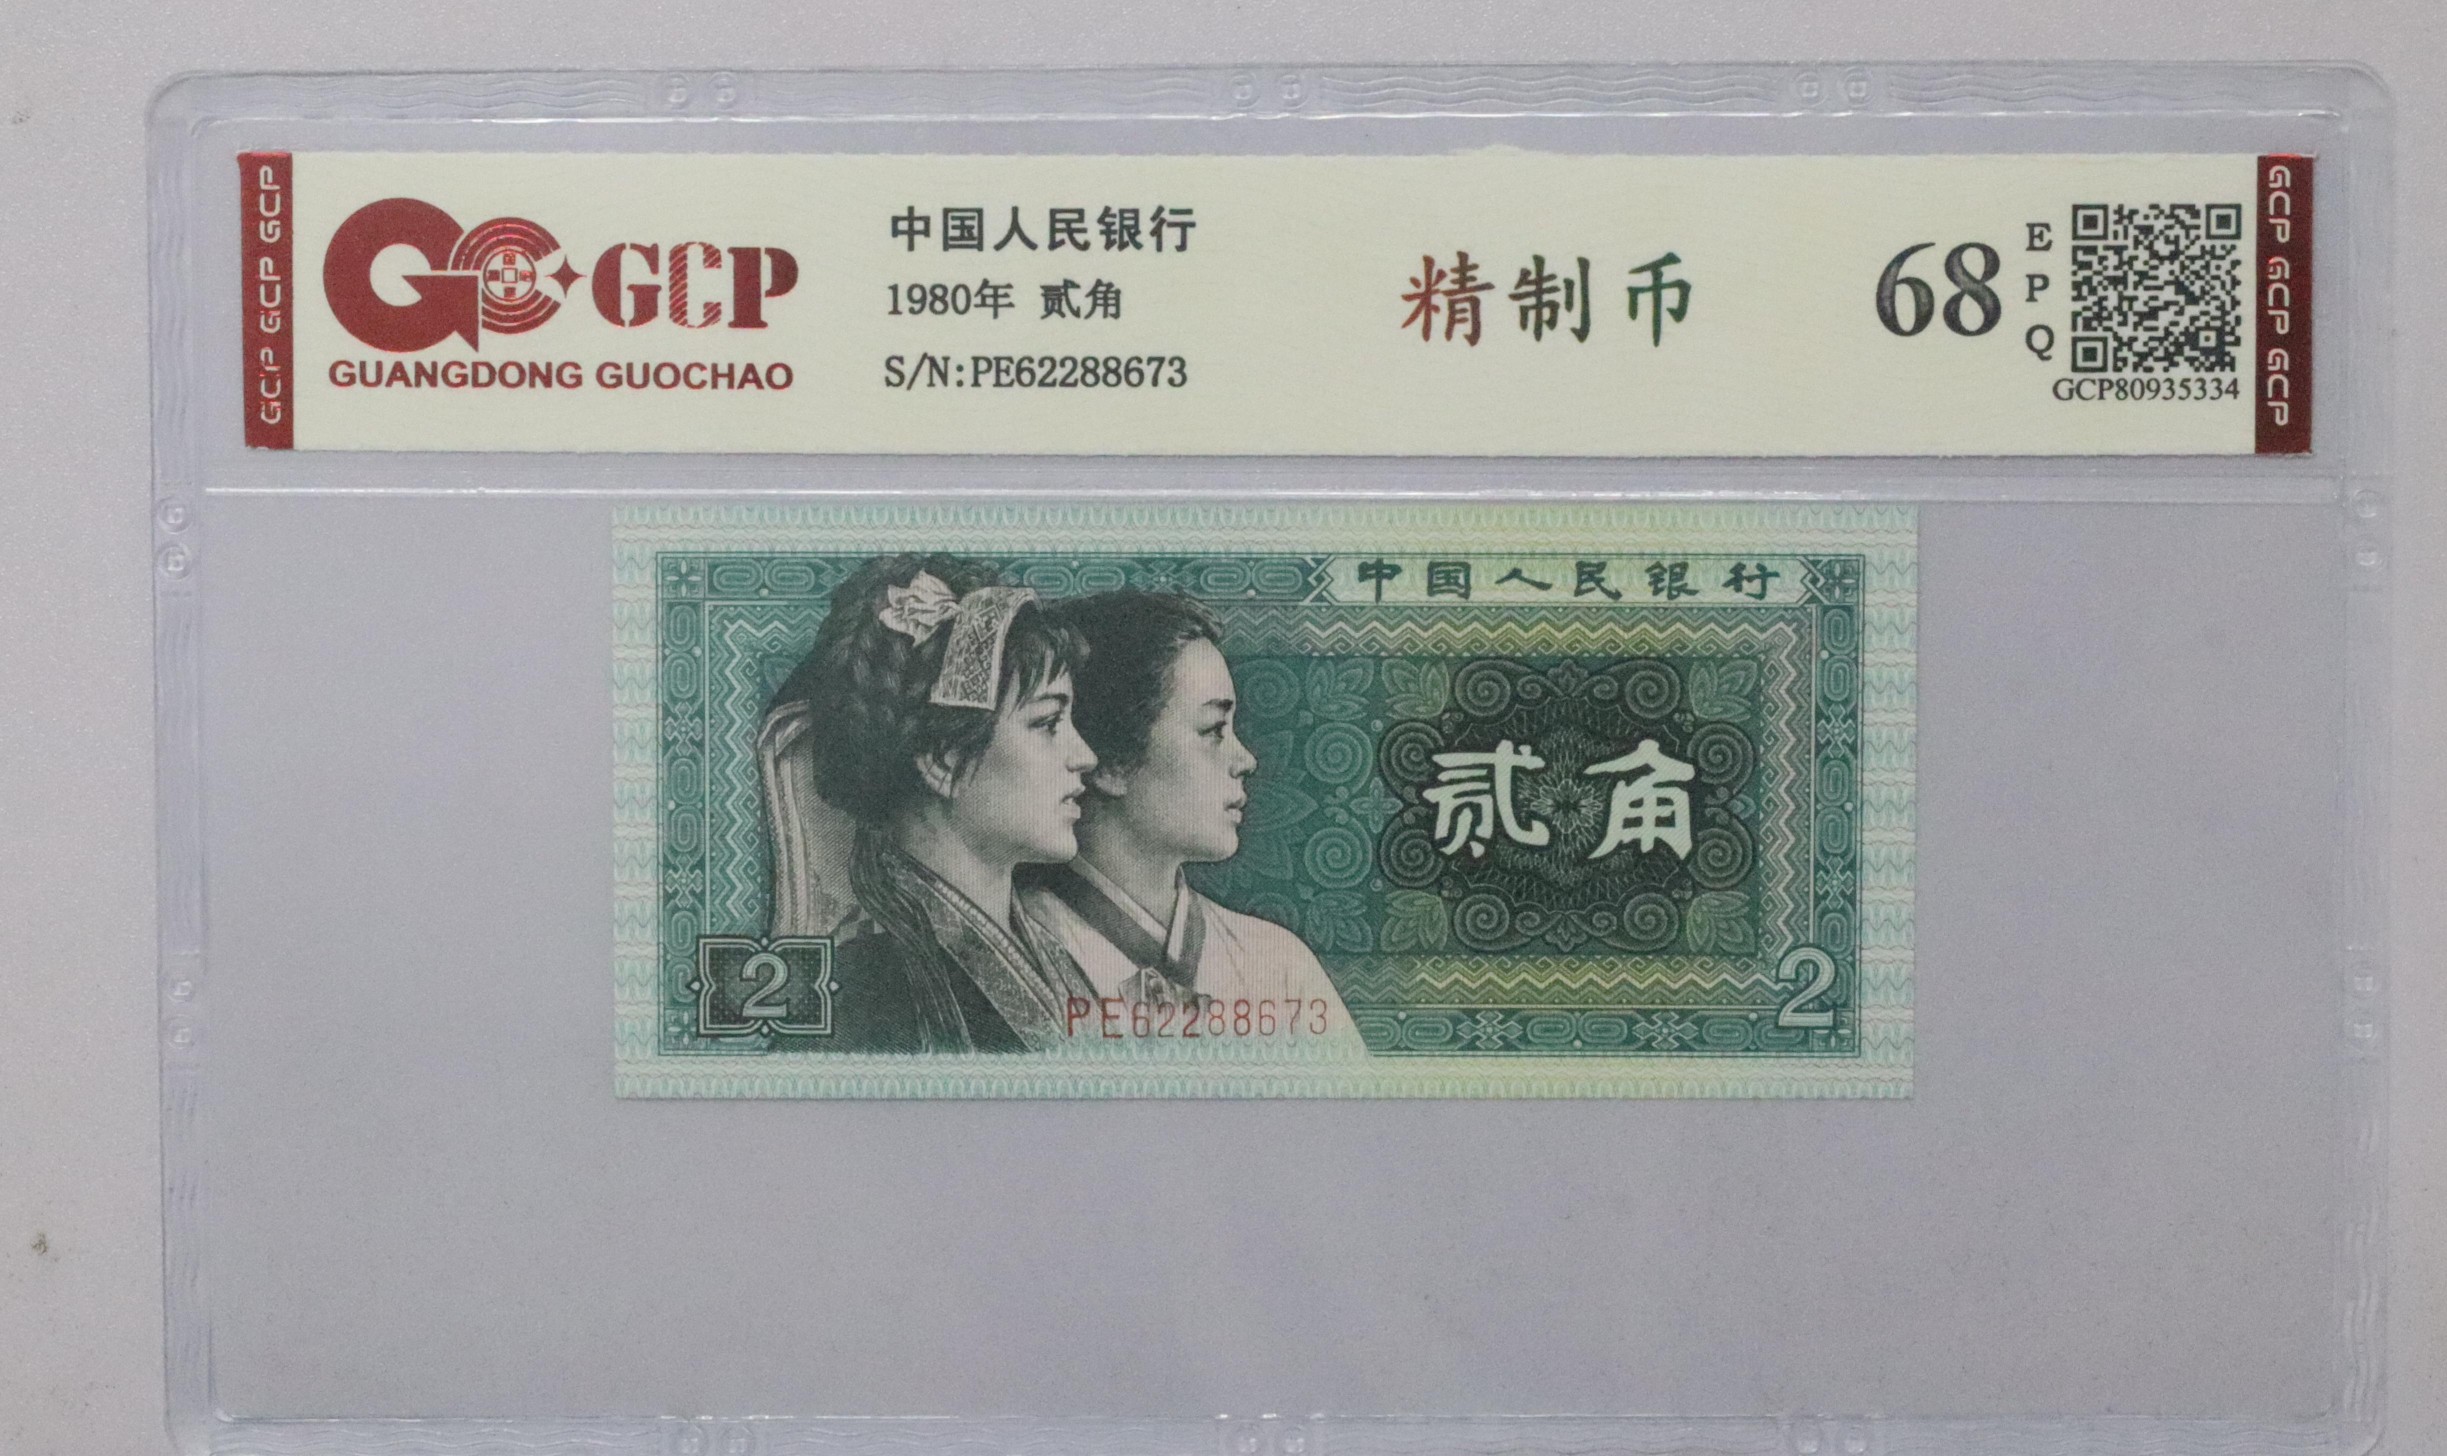 GCP GCP GCP
GCP
GUANGDONG GUOCHAO
中国人民银行
1980年 贰角
S/N:PE62288673
精制币
68
E
P
Q
GCP80935334
GCP GCP GCP
中国人民银行
贰角
2
PE62288673
2